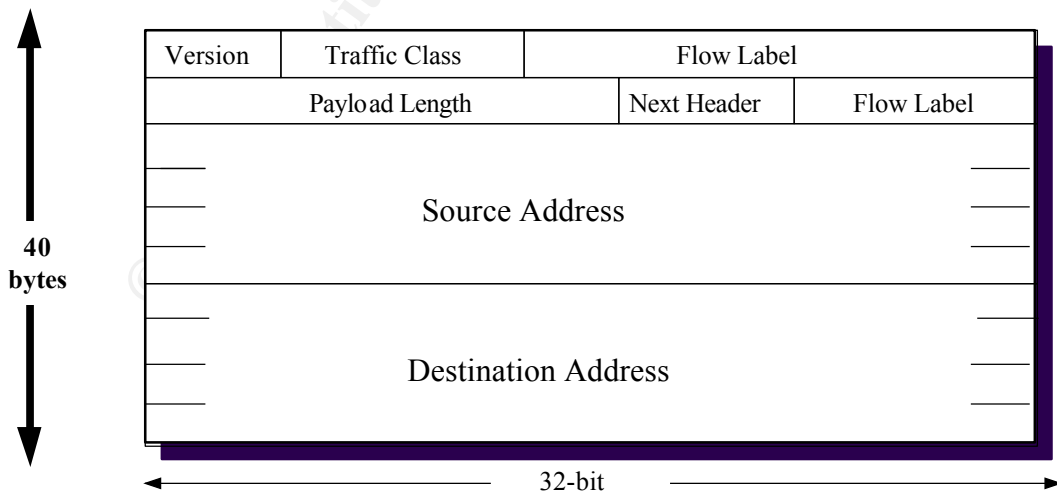 Version Traffic Class Flow Label
Payload Length Next Header Flow Label
Source Address
40
bytes
Destination Address
32-bit